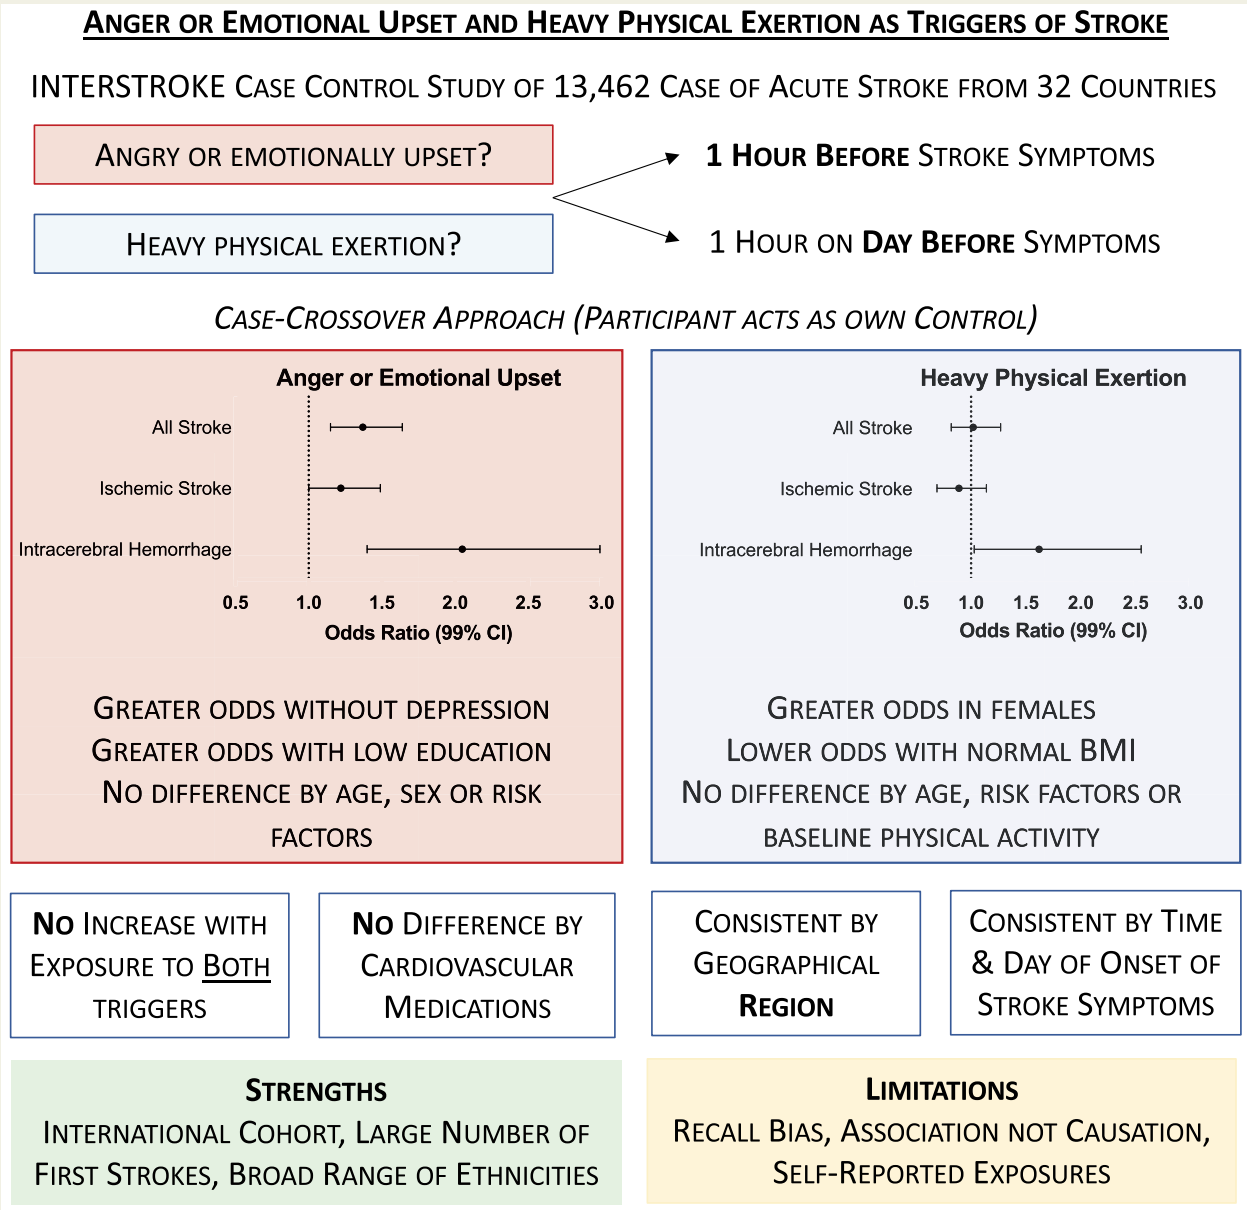 ANGER OR EMOTIONAL UPSET AND HEAVY PHYSICAL EXERTION AS TRIGGERS OF STROKE
INTERSTROKE CASE CONTROL STUDY OF 13,462 CASE OF ACUTE STROKE FROM 32 COUNTRIES
ANGRY OR EMOTIONALLY UPSET?
1 HOUR BEFORE STROKE SYMPTOMS
HEAVY PHYSICAL EXERTION?
1 HOUR ON DAY BEFORE SYMPTOMS
CASE-CROSSOVER APPROACH (PARTICIPANT ACTS AS OWN CONTROL)
Anger or Emotional Upset
All Stroke
Ischemic Stroke
Intracerebral Hemorrhage
0.5 1.0 1.5 2.0 2.5 3.0
Odds Ratio (99% CI)
GREATER ODDS WITHOUT DEPRESSION
GREATER ODDS WITH LOW EDUCATION
NO DIFFERENCE BY AGE, SEX OR RISK
FACTORS
Heavy Physical Exertion
All Stroke
Ischemic Stroke
Intracerebral Hemorrhage
0.5 1.0 1.5 2.0 2.5 3.0
Odds Ratio (99% CI)
GREATER ODDS IN FEMALES
LOWER ODDS WITH NORMAL BMI
NO DIFFERENCE BY AGE, RISK FACTORS OR
BASELINE PHYSICAL ACTIVITY
NO INCREASE WITH
EXPOSURE TO BOTH
TRIGGERS
NO DIFFERENCE BY
CARDIOVASCULAR
MEDICATIONS
CONSISTENT BY
GEOGRAPHICAL
REGION
CONSISTENT BY TIME
& DAY OF ONSET OF
STROKE SYMPTOMS
STRENGTHS
INTERNATIONAL COHORT, LARGE NUMBER OF
FIRST STROKES, BROAD RANGE OF ETHNICITIES
LIMITATIONS
RECALL BIAS, ASSOCIATION NOT CAUSATION,
SELF-REPORTED EXPOSURES